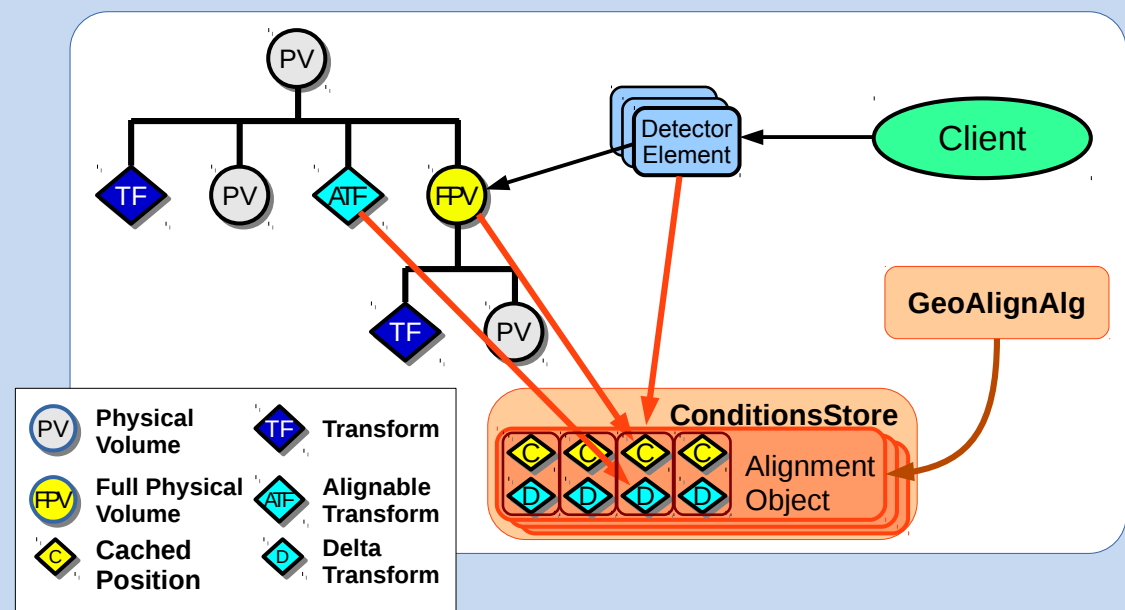 PV
Detector
Element
Client
TF
PV
ATF
FPV
TF
PV
GeoAlignAlg
ConditionsStore
C
C
C
C
D
D
D
D
Alignment
Object
PV
Physical
Volume
TF
Transform
FPV
Full Physical
Volume
ATF
Alignable
Transform
C
Cached
Position
D
Delta
Transform